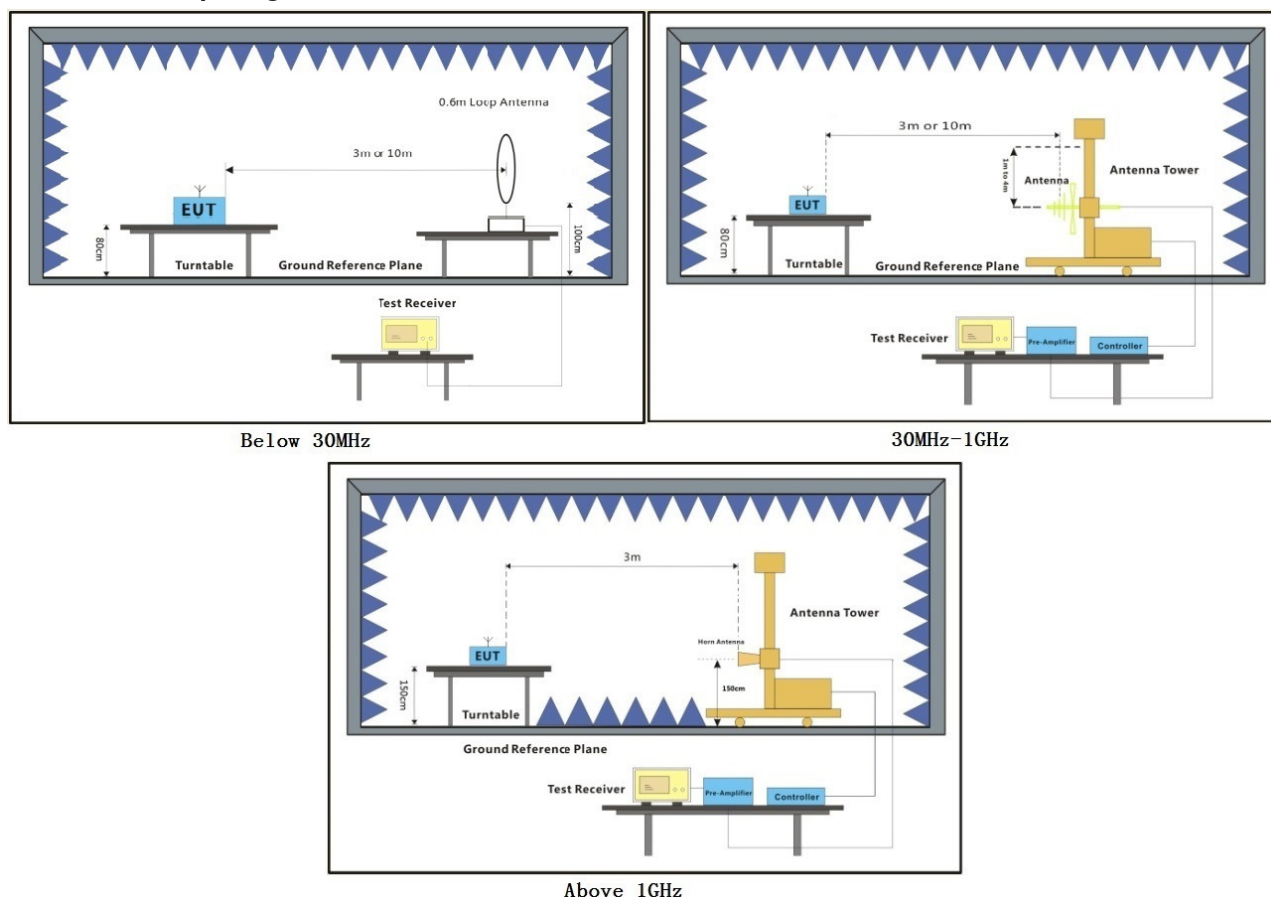 0.6m Loop Antenna
3m or 10m
EUT
80cm
100cm
Turntable
Ground Reference Plane
Test Receiver
Below 30MHz
3m or 10m
1m to 4m
Antenna
Antenna Tower
EUT
80cm
Turntable
Ground Reference Plane
Test Receiver
Pre-Amplifier
Controller
30MHz-1GHz
3m
Antenna Tower
Horn Antenna
EUT
150cm
150cm
Turntable
Ground Reference Plane
Test Receiver
Pre-Amplifier
Controller
Above 1GHz